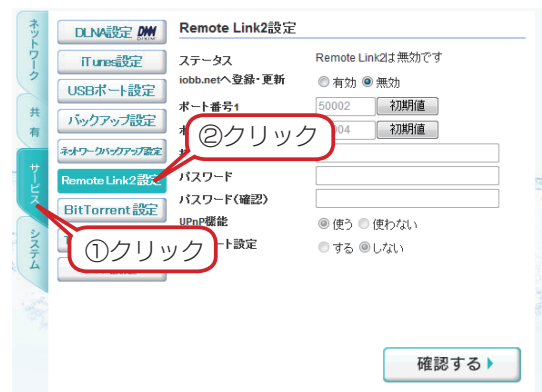 ネットワーク
共有
サービス
システム
DLNA設定
iTunes設定
USBポート設定
バックアップ設定
ネットワークバックアップ設定
Remote Link2設定
BitTorrent設定
①クリック
②クリック
Remote Link2設定
ステータス Remote Link2は無効です
iobb.netへ登録・更新 有効 無効
ポート番号1 50002 初期値
初期値
パスワード
パスワード(確認)
UPnP機能 使う 使わない
ト設定 する しない
確認する